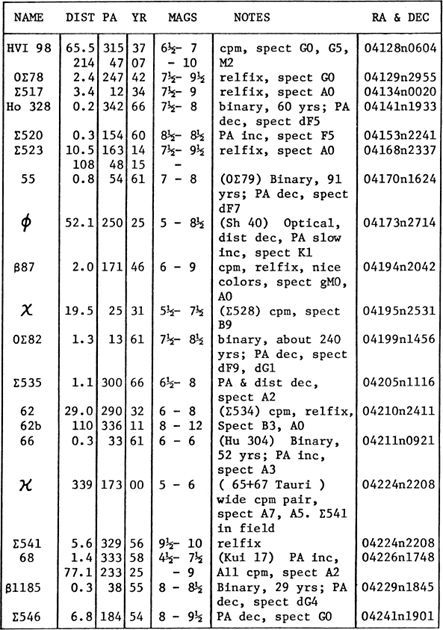 NAME DIST PA YR MAGS NOTES RA & DEC
HVI 98 65.5 315 37 6½- 7 cpm, spect G0, G5, 04128n0604
214 47 07 - 10 M2
OΣ78 2.4 247 42 7½- 9½ relfix, spect G0 04129n2955
Σ517 3.4 12 34 7½- 9 relfix, spect A0 04134n0020
Ho 328 0.2 342 66 7½- 8 binary, 60 yrs; PA 04141n1933
dec, spect dF5
Σ520 0.3 154 60 8½- 8½ PA inc, spect F5 04153n2241
Σ523 10.5 163 14 7½- 9½ relfix, spect A0 04168n2337
108 48 15 -
55 0.8 54 61 7 - 8 (OΣ79) Binary, 91 04170n1624
yrs; PA dec, spect
dF7
ϕ 52.1 250 25 5 - 8½ (Sh 40) Optical, 04173n2714
dist dec, PA slow
inc, spect K1
β87 2.0 171 46 6 - 9 cpm, relfix, nice 04194n2042
colors, spect gM0,
A0
χ 19.5 25 31 5½- 7½ (Σ528) cpm, spect 04195n2531
B9
OΣ82 1.3 13 61 7½- 8½ binary, about 240 04199n1456
yrs; PA dec, spect
dF9, dG1
Σ535 1.1 300 66 6½- 8 PA & dist dec, 04205n1116
spect A2
62 29.0 290 32 6 - 8 (Σ534) cpm, relfix, 04210n2411
62b 110 336 11 8 - 12 Spect B3, A0
66 0.3 33 61 6 - 6 (Hu 304) Binary, 04211n0921
52 yrs; PA inc,
spect A3
ϰ 339 173 00 5 - 6 ( 65+67 Tauri ) 04224n2208
wide cpm pair,
spect A7, A5. Σ541
in field
Σ541 5.6 329 56 9½- 10 relfix 04224n2208
68 1.4 333 58 4½- 7½ (Kui 17) PA inc, 04226n1748
77.1 233 25 - 9 All cpm, spect A2
β1185 0.3 38 55 8 - 8½ Binary, 29 yrs; PA 04229n1845
dec, spect dG4
Σ546 6.8 184 54 8 - 9½ PA dec, spect G0 04241n1901